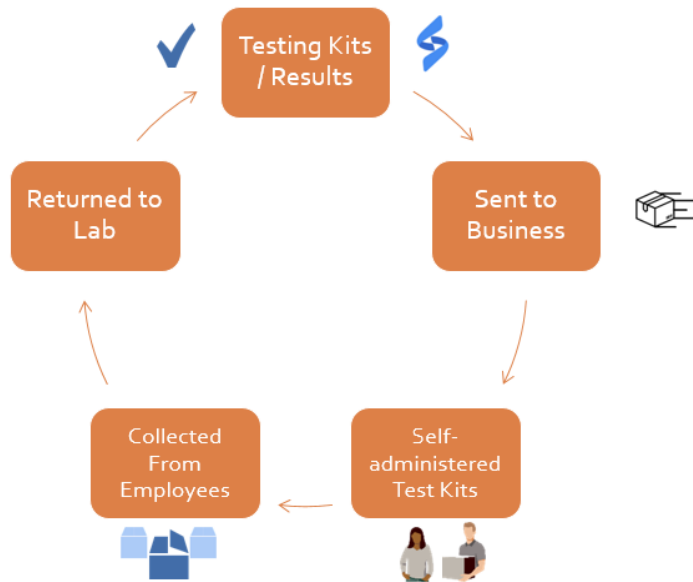 Testing Kits
/ Results
Sent to
Business
Self-
administered
Test Kits
Collected
From
Employees
Returned to
Lab